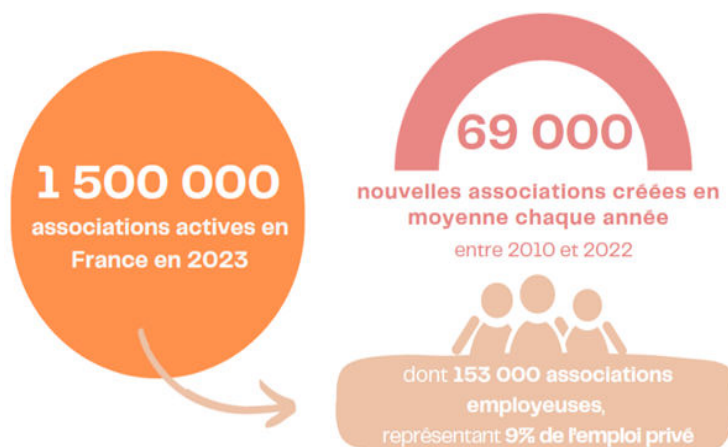 1 500 000
associations actives en
France en 2023
69 000
nouvelles associations créées en
moyenne chaque année
entre 2010 et 2022
dont 153 000 associations
employeuses,
représentant 9% de l'emploi privé